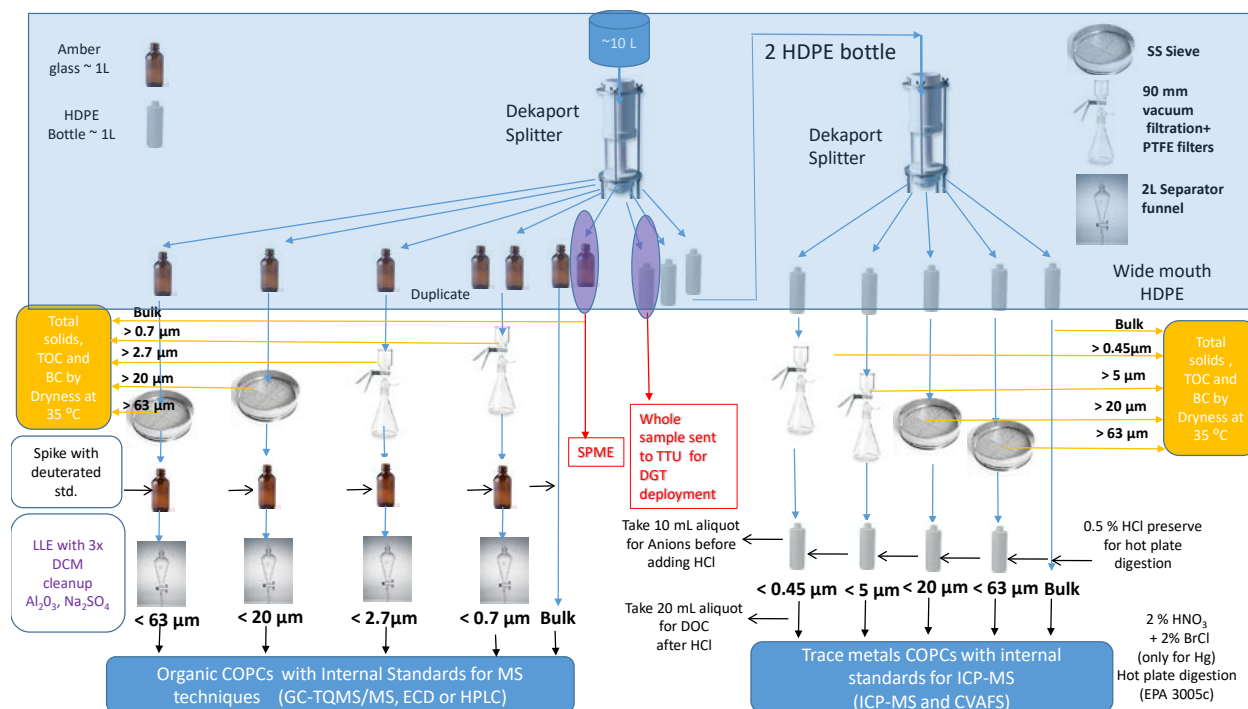 Amber
glass ~ 1L
HDPE
Bottle ~ 1L
~10 L
Dekaport
Splitter
2 HDPE bottle
Dekaport
Splitter
SS Sieve
90 mm
vacuum
filtration+
PTFE filters
2L Separator
funnel
Duplicate
Wide mouth
HDPE
Total
solids,
TOC and
BC by
Dryness at
35 ⁰C
Bulk
> 0.7 µm
> 2.7 µm
> 20 µm
> 63 µm
Spike with
deuterated
std.
LLE with 3x
DCM
cleanup
Al₂0₃, Na₂SO₄
SPME
Whole
sample sent
to TTU for
DGT
deployment
Bulk
> 0.45µm
> 5 µm
> 20 µm
> 63 µm
Total
solids ,
TOC and
BC by
Dryness at
35 ⁰C
Take 10 mL aliquot
for Anions before
adding HCl
0.5 % HCl preserve
for hot plate
digestion
< 63 µm
< 20 µm
< 2.7µm
< 0.7 µm
Bulk
< 0.45 µm
< 5 µm
< 20 µm
< 63 µm
Bulk
Take 20 mL aliquot
for DOC
after HCl
2 % HNO₃
+ 2% BrCl
(only for Hg)
Hot plate digestion
(EPA 3005c)
Organic COPCs with Internal Standards for MS
techniques (GC-TQMS/MS, ECD or HPLC)
Trace metals COPCs with internal
standards for ICP-MS
(ICP-MS and CVAFS)